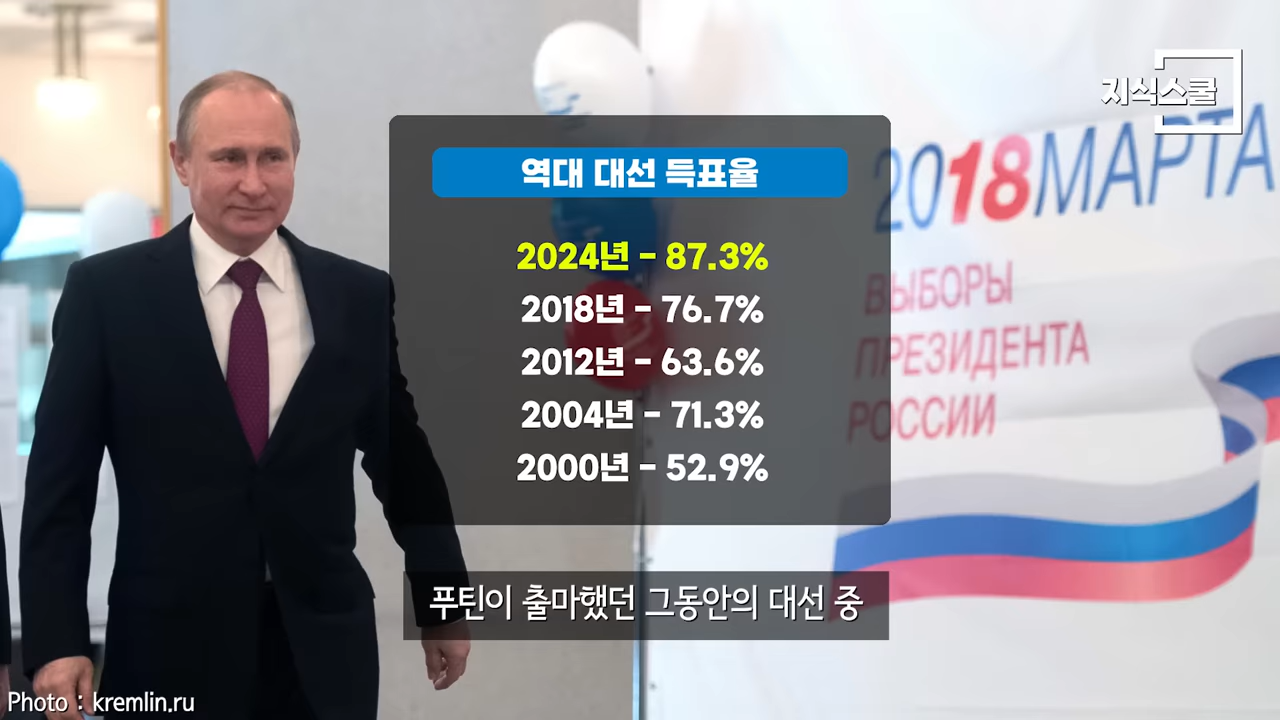 지식스쿨
역대 대선 득표율
2024년 - 87.3%
2018년 - 76.7%
2012년 - 63.6%
2004년 - 71.3%
2000년 - 52.9%
2018МАРТА
ВЫБОРЫ
ПРЕЗИДЕНТА
РОССИИ
푸틴이 출마했던 그동안의 대선 중
Photo : kremlin.ru